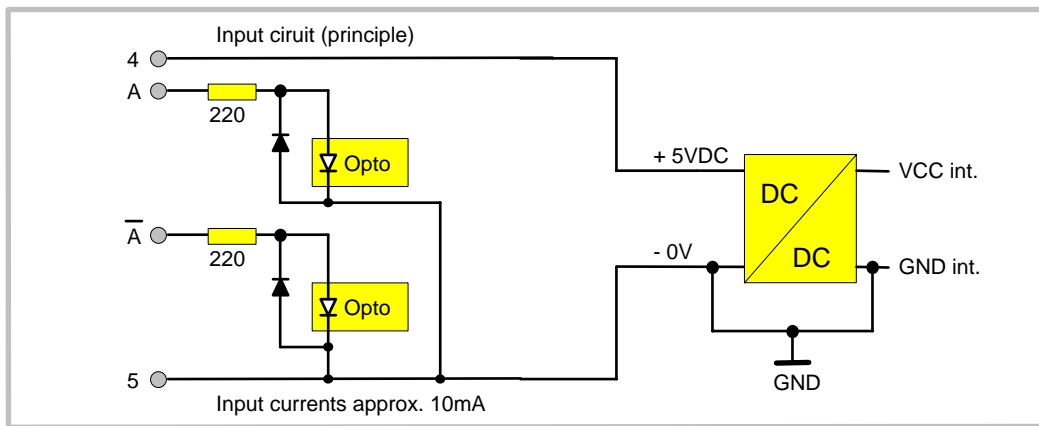 Input ciruit (principle)
4
A
220
Opto
+ 5VDC
DC
DC
VCC int.
A̅
220
Opto
- 0V
GND int.
5
GND
Input currents approx. 10mA